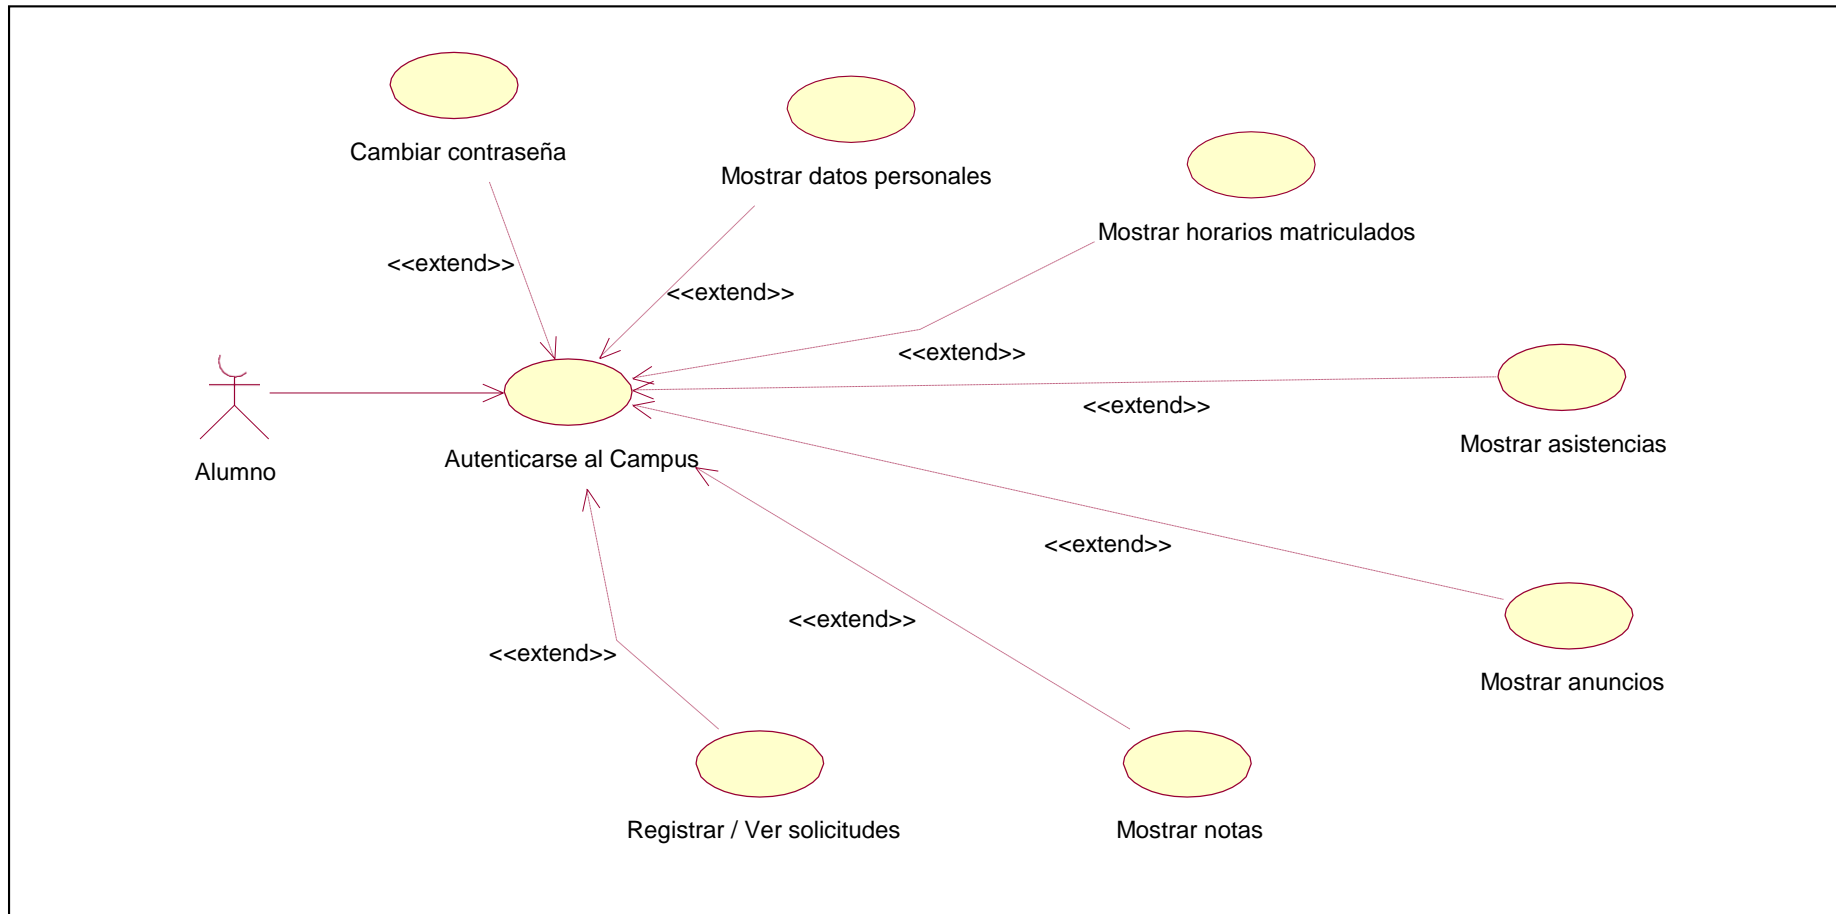 Cambiar contraseña
Mostrar datos personales
Mostrar horarios matriculados
<<extend>>
<<extend>>
<<extend>>
<<extend>>
Mostrar asistencias
Autenticarse al Campus
Alumno
<<extend>>
<<extend>>
<<extend>>
Mostrar anuncios
Registrar / Ver solicitudes
Mostrar notas